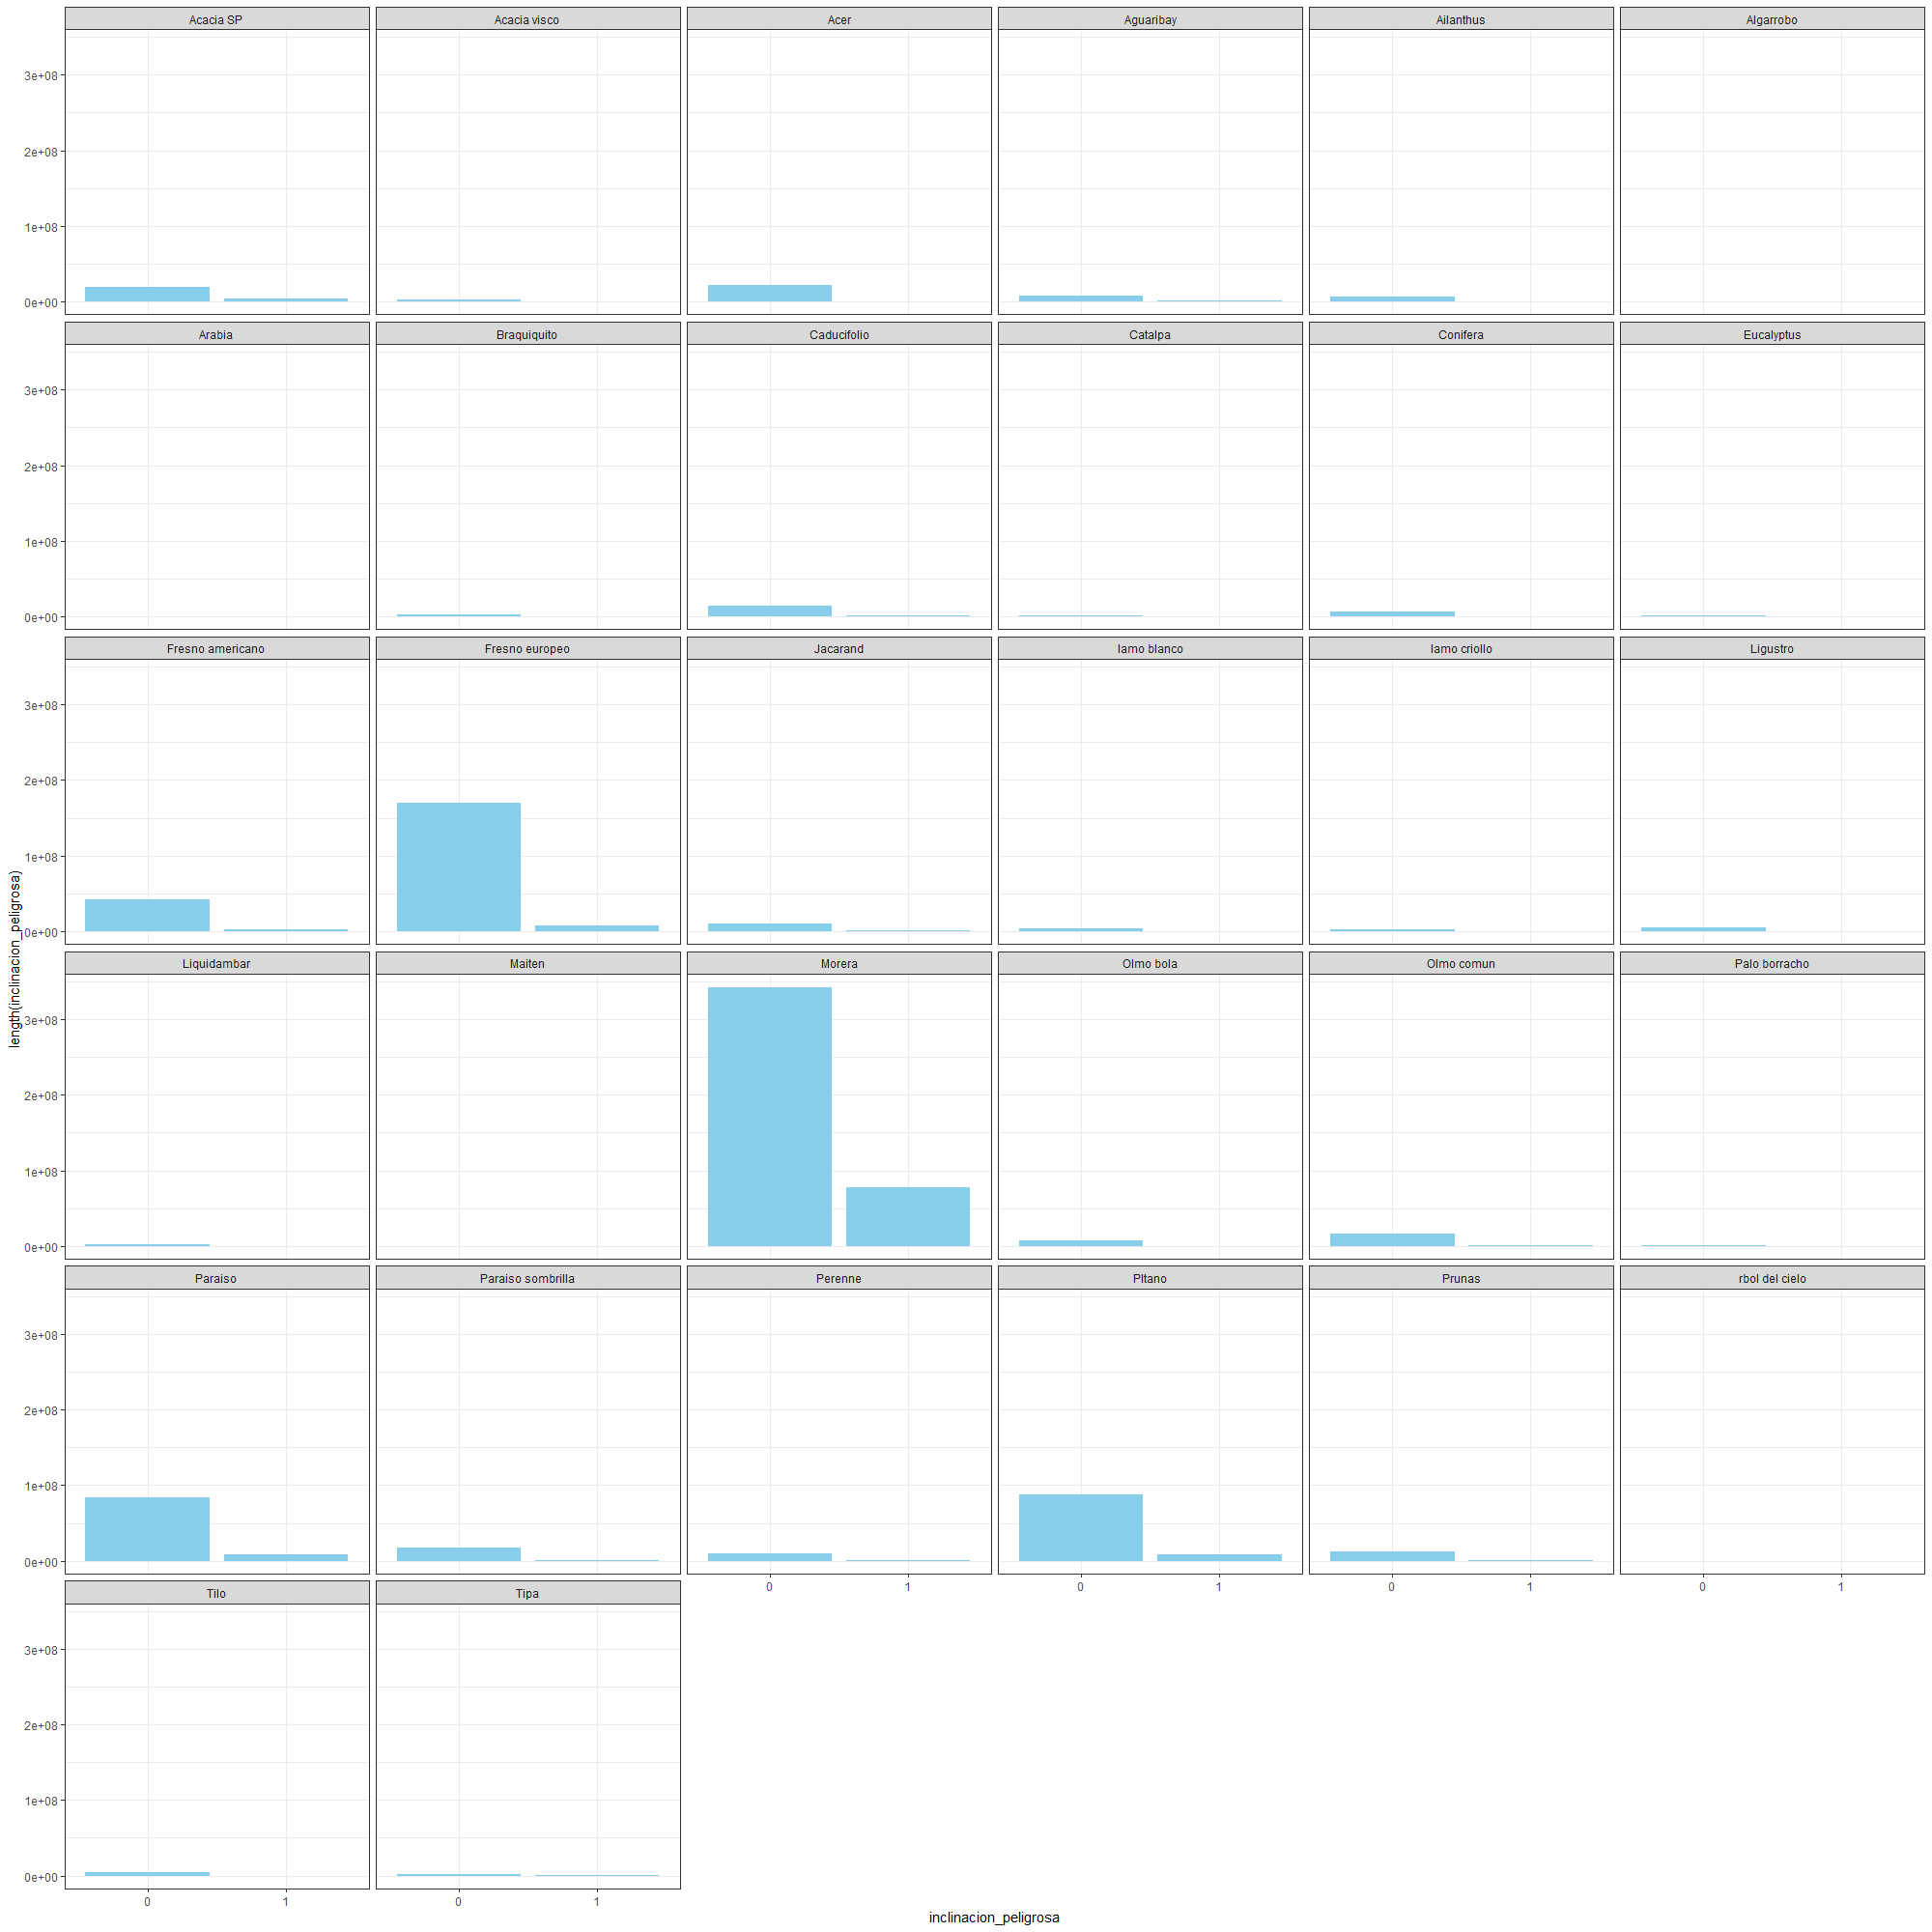 Acacia SP Acacia visco Acer Aguaribay Ailanthus Algarrobo
3e+08
2e+08
1e+08
0e+00
Arabia Braquiquito Caducifolio Catalpa Conifera Eucalyptus
3e+08
2e+08
1e+08
0e+00
Fresno americano Fresno europeo Jacarand lamo blanco lamo criollo Ligustro
3e+08
2e+08
1e+08
0e+00
length(inclinacion_peligrosa)
Liquidambar Maiten Morera Olmo bola Olmo comun Palo borracho
3e+08
2e+08
1e+08
0e+00
Paraiso Paraiso sombrilla Perenne Pltano Prunas rbol del cielo
3e+08
2e+08
1e+08
0e+00
0 1 0 1 0 1 0 1
Tilo Tipa
3e+08
2e+08
1e+08
0e+00
0 1 0 1
inclinacion_peligrosa